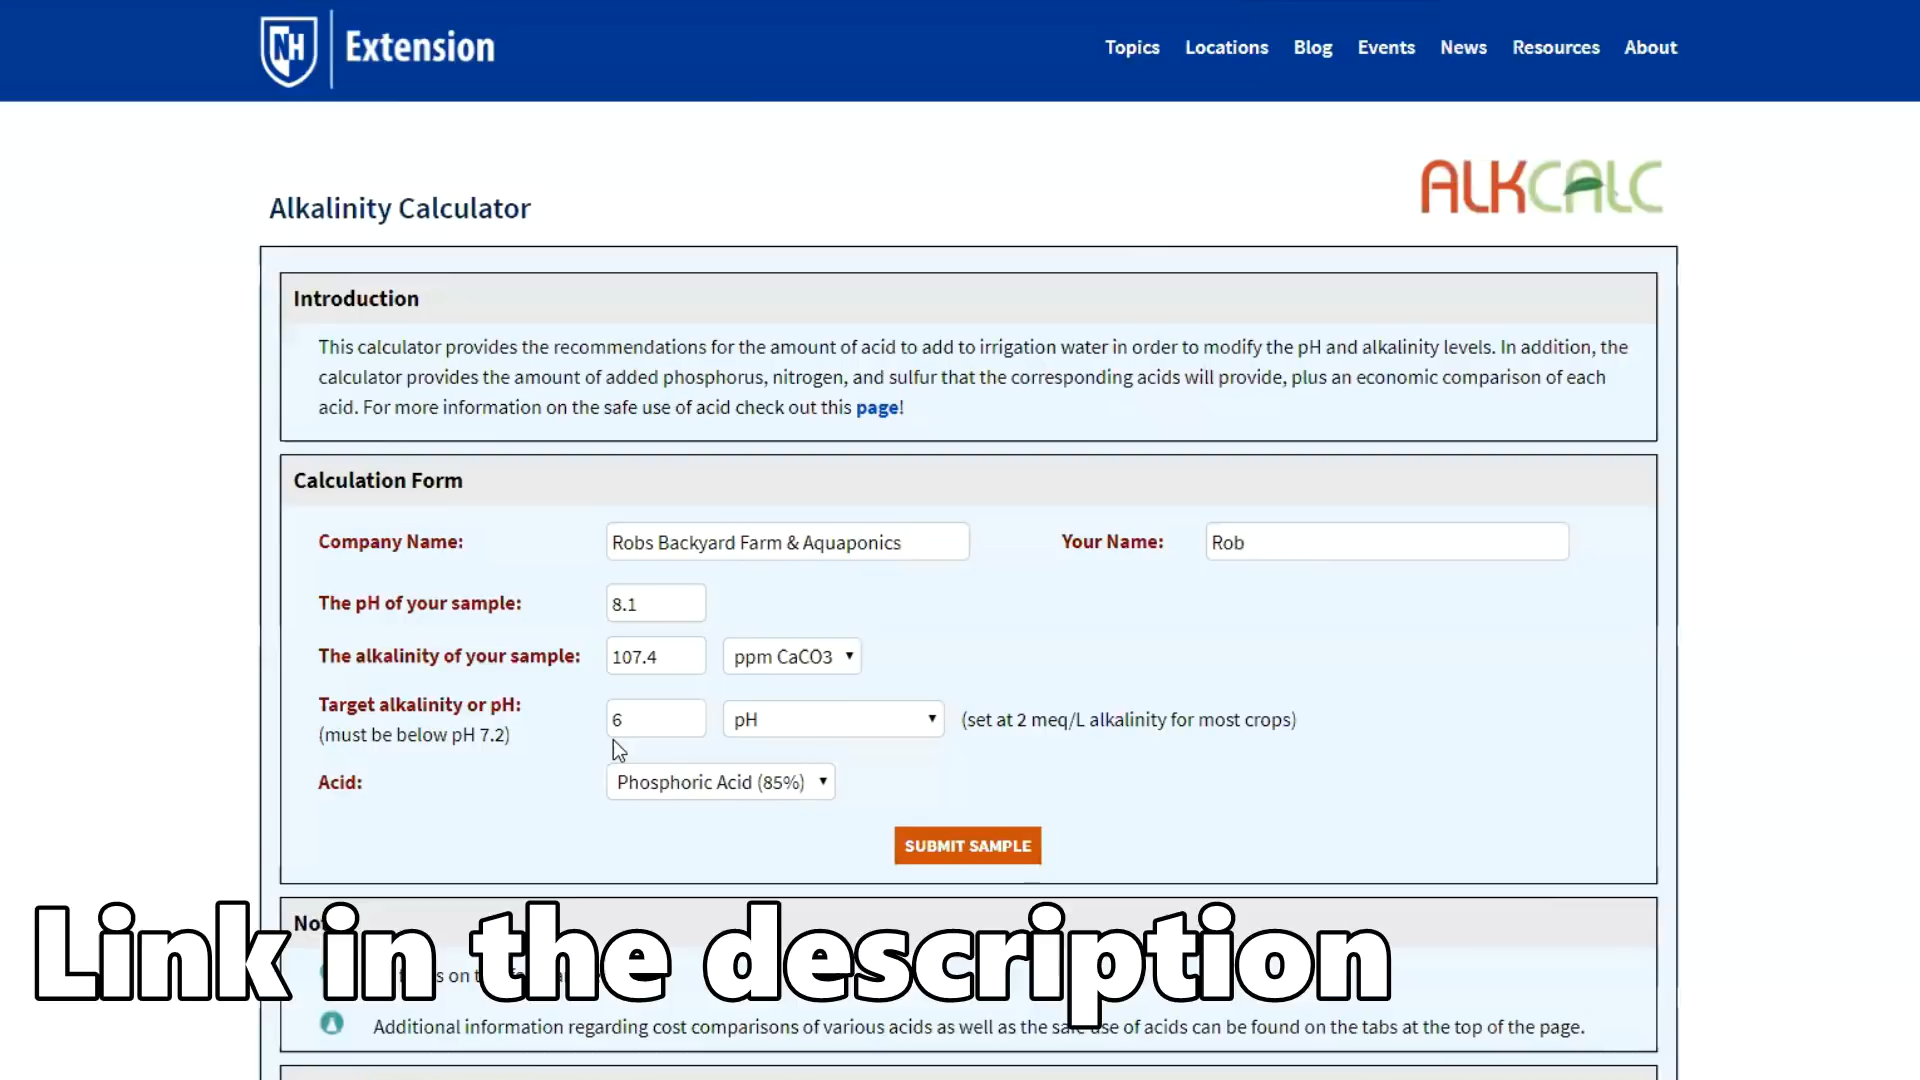 NH Extension
Topics Locations Blog Events News Resources About
ALKCALC
Alkalinity Calculator
Introduction
This calculator provides the recommendations for the amount of acid to add to irrigation water in order to modify the pH and alkalinity levels. In addition, the
calculator provides the amount of added phosphorus, nitrogen, and sulfur that the corresponding acids will provide, plus an economic comparison of each
acid. For more information on the safe use of acid check out this page!
Calculation Form
Company Name: Robs Backyard Farm & Aquaponics Your Name: Rob
The pH of your sample: 8.1
The alkalinity of your sample: 107.4 ppm CaCO3
Target alkalinity or pH: 6 pH (set at 2 meq/L alkalinity for most crops)
(must be below pH 7.2)
Acid: Phosphoric Acid (85%)
SUBMIT SAMPLE
Link in the description
Additional information regarding cost comparisons of various acids as well as the safe use of acids can be found on the tabs at the top of the page.